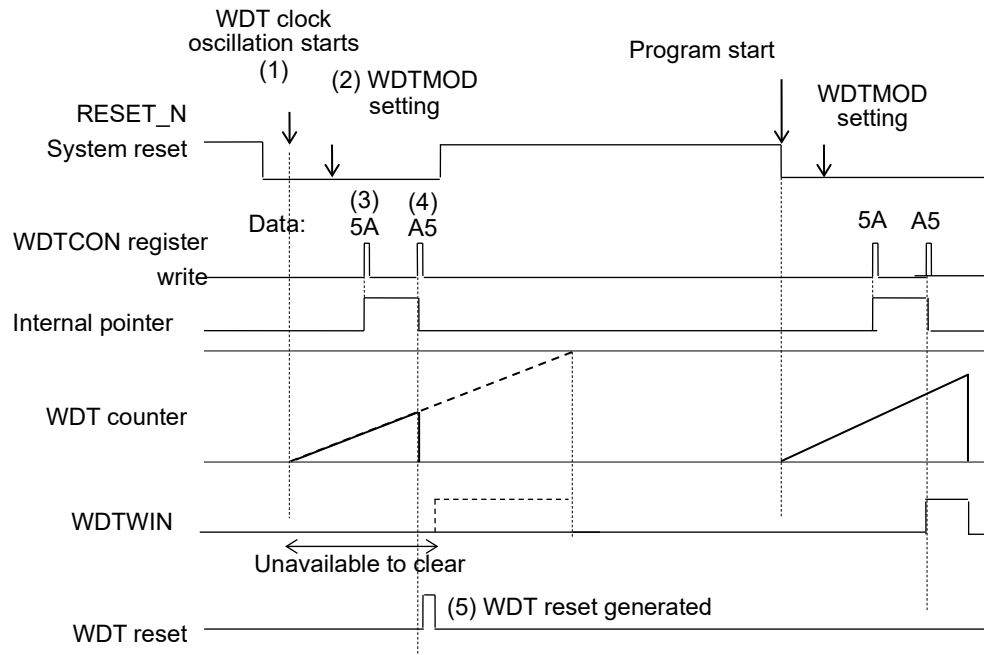 WDT clock
oscillation starts
(1)
(2) WDTMOD
setting
Program start
WDTMOD
setting
RESET_N
System reset
Data:
(3)
5A
(4)
A5
5A
A5
WDTCON register
write
Internal pointer
WDT counter
WDTWIN
Unavailable to clear
(5) WDT reset generated
WDT reset